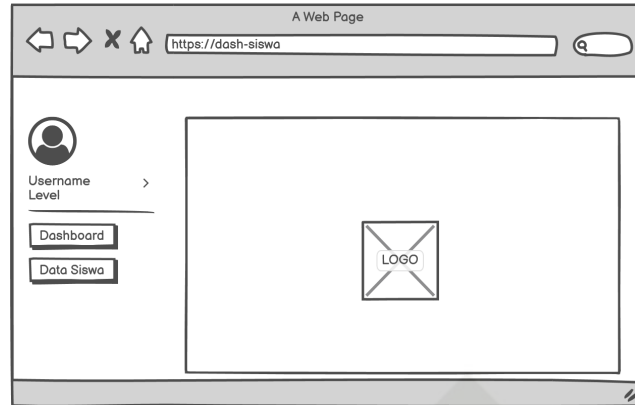 A Web Page
https://dash-siswa
Username
Level
Dashboard
Data Siswa
LOGO